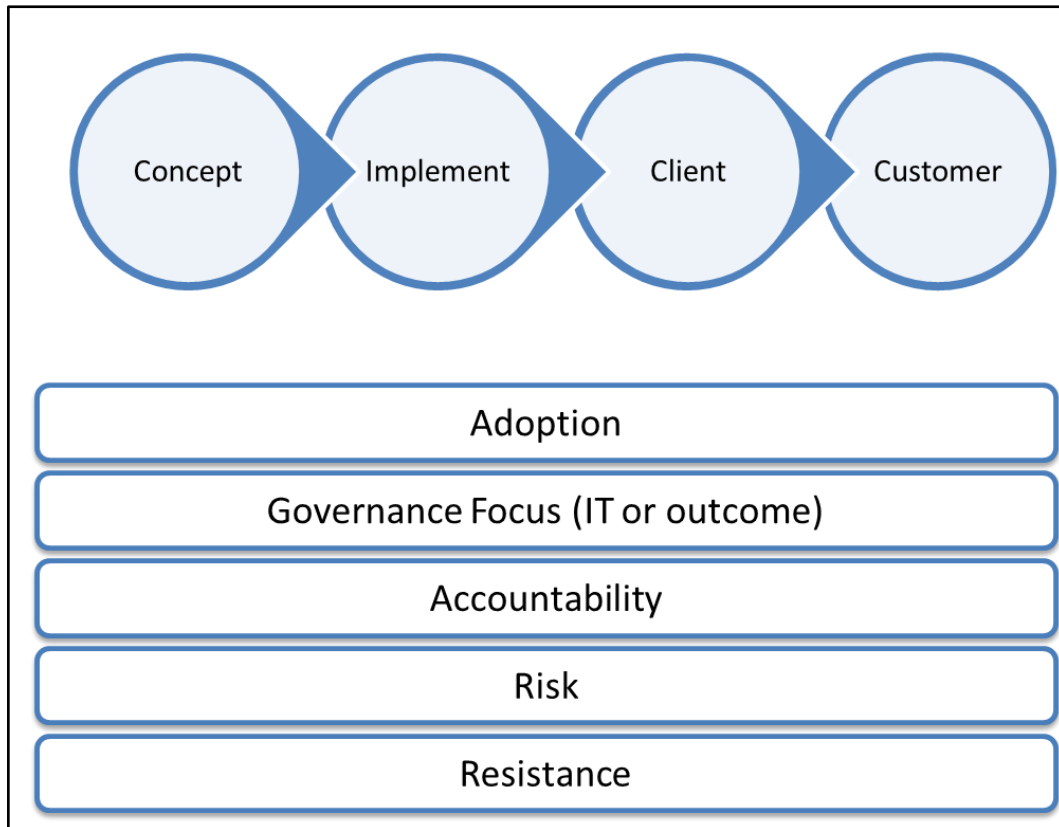 Concept
Implement
Client
Customer
Adoption
Governance Focus (IT or outcome)
Accountability
Risk
Resistance